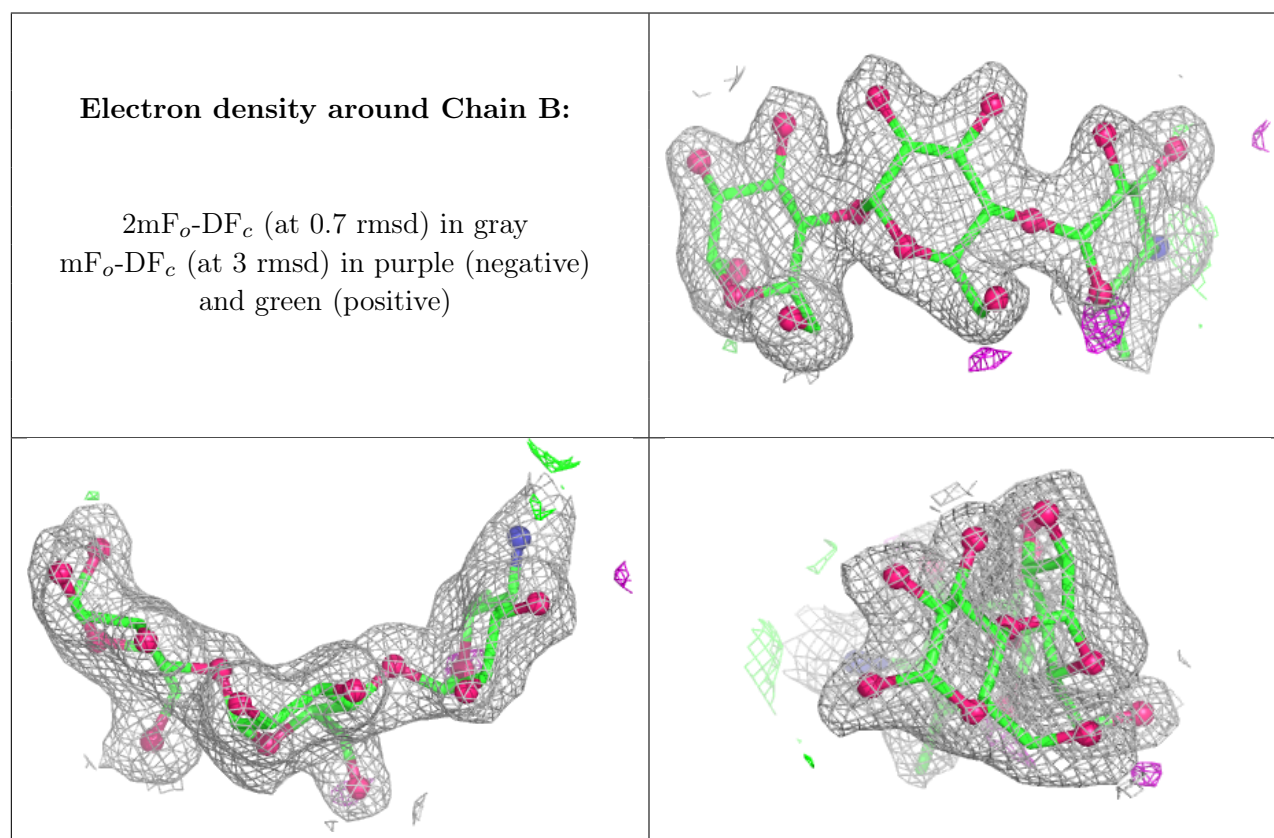 Electron density around Chain B:
2mFo-DFc (at 0.7 rmsd) in gray
mFo-DFc (at 3 rmsd) in purple (negative)
and green (positive)